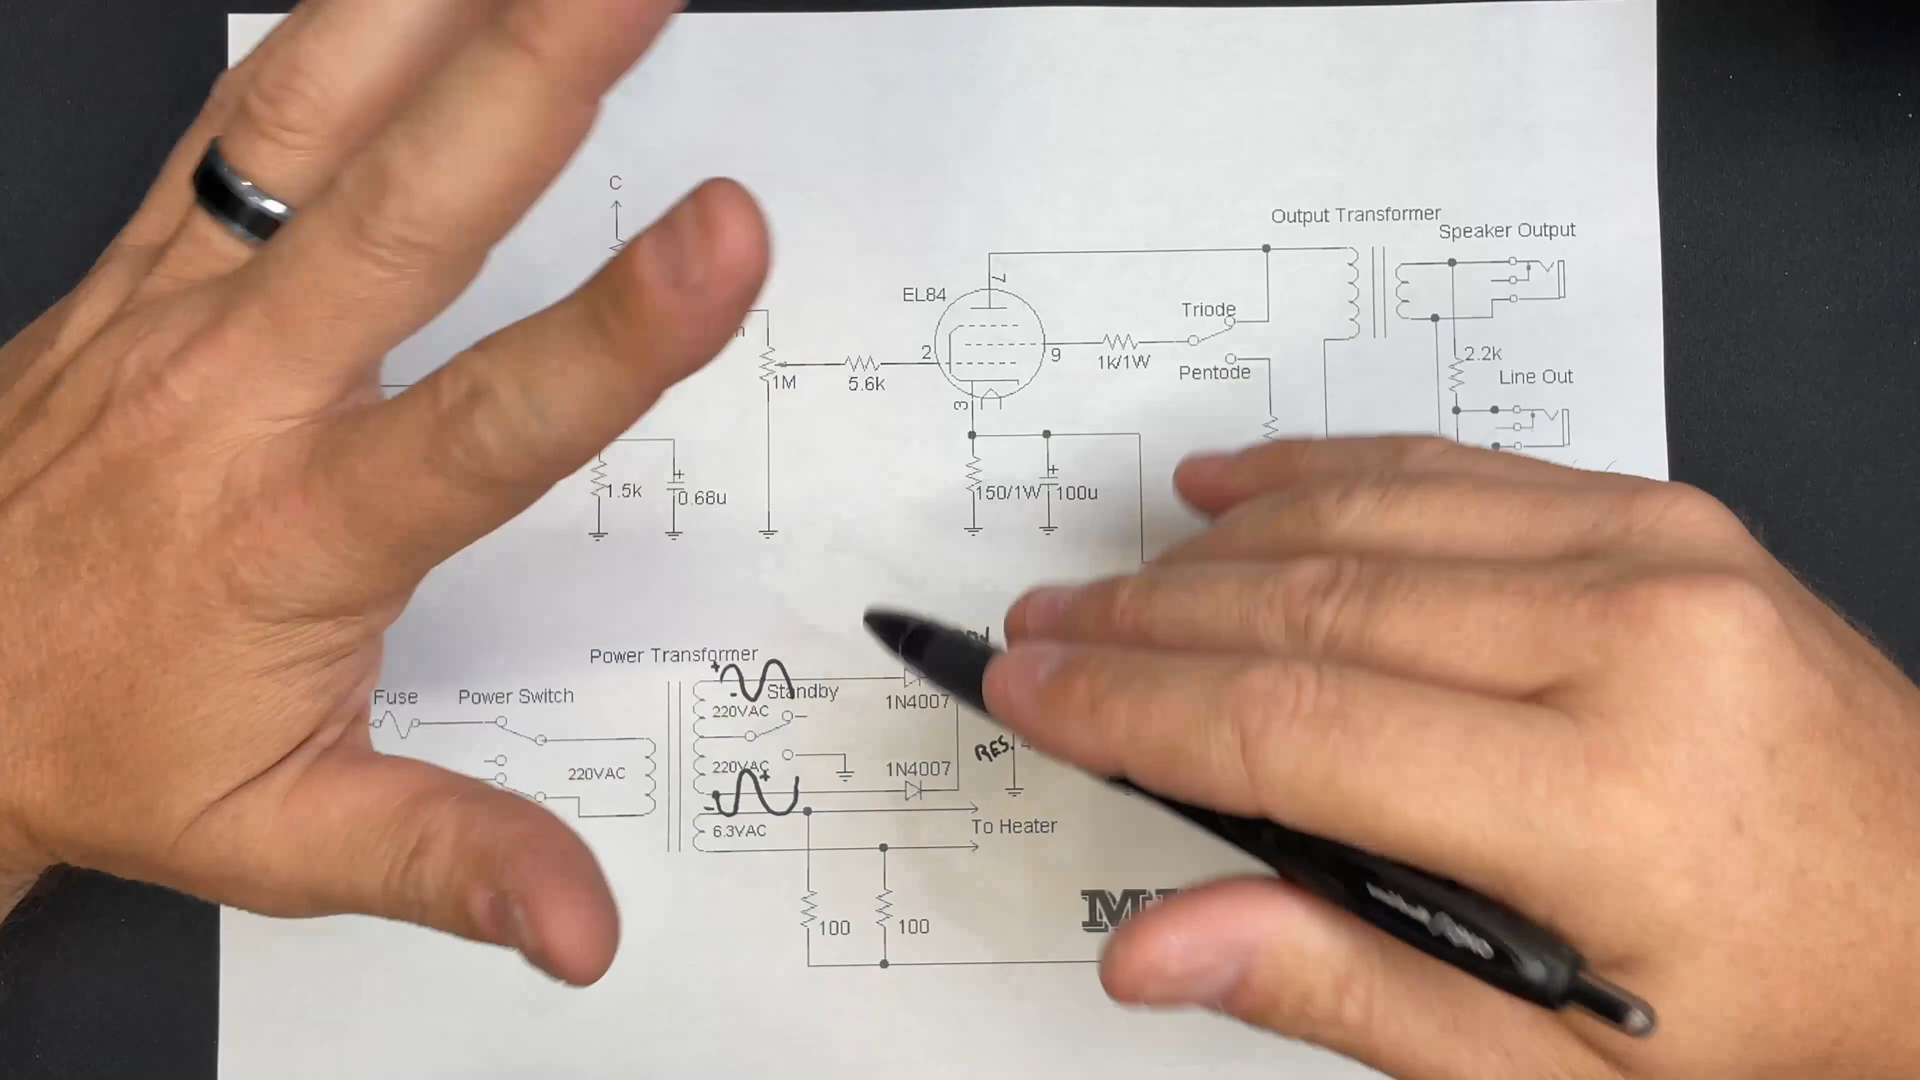 C
Output Transformer
Speaker Output
EL84
7
Triode
2
9
1k/1W
1M
5.6k
Pentode
2.2k
Line Out
3
1.5k
+
0.68u
+
150/1W
100u
Power Transformer
Fuse
Power Switch
+
-
Standby
220VAC
1N4007
RES.
220VAC
220VAC
+
1N4007
-
6.3VAC
To Heater
100
100